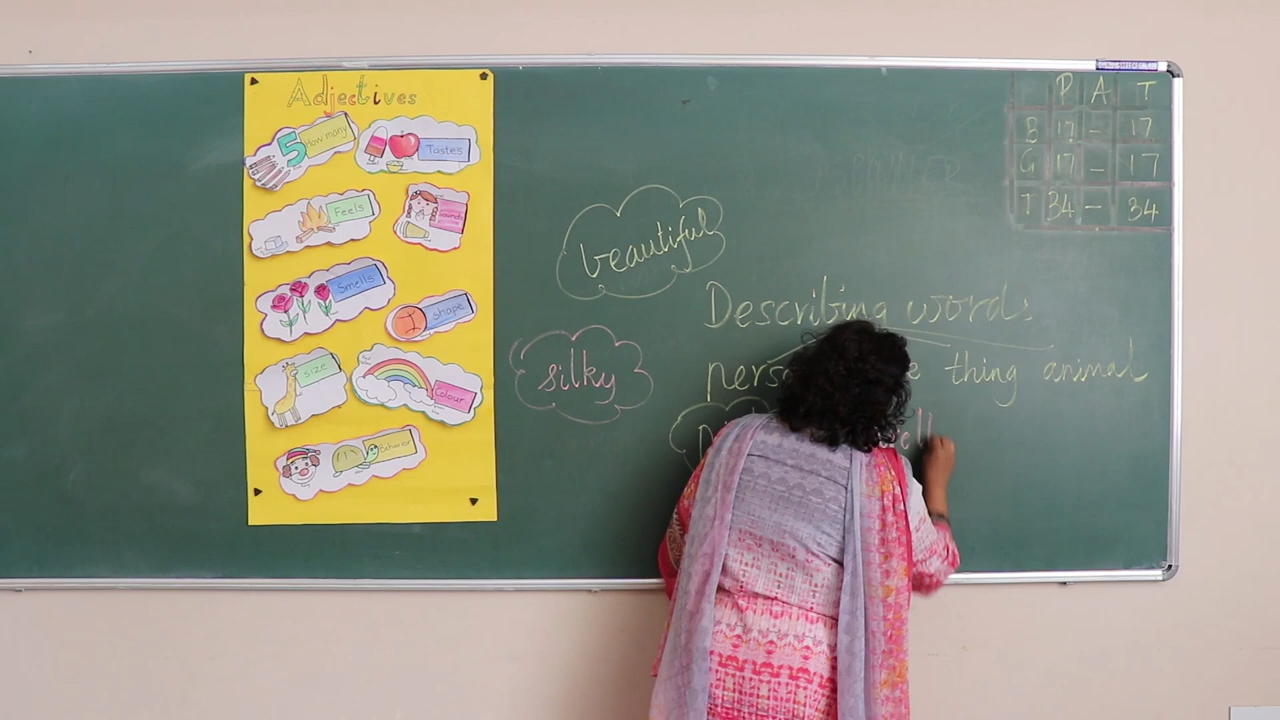 Adjectives
5 How many
Tastes
Feels
Sounds
Smells
shape
size
Colour
Behavior
beautiful
silky
Describing words
thing animal
P A T
B 17 - 17
G 17 - 17
T 34 - 34